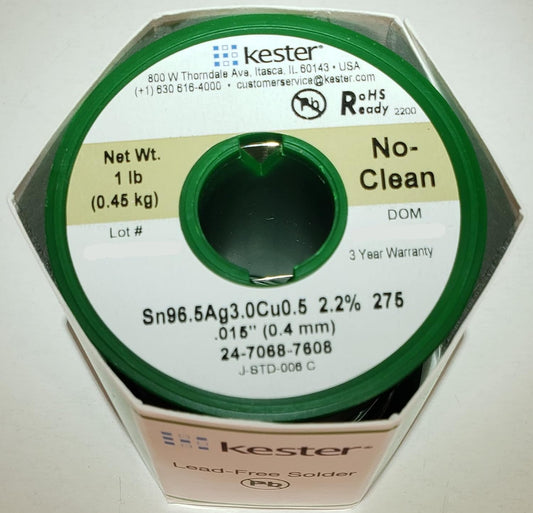 kester®
800 W Thorndale Ave, Itasca, IL 60143 • USA
(+1) 630 616-4000 • customerservice@kester.com
Pb
RoHS
Ready 2200
Net Wt.
1 lb
(0.45 kg)
Lot #
No-
Clean
DOM
3 Year Warranty
Sn96.5Ag3.0Cu0.5 2.2% 275
.015" (0.4 mm)
24-7068-7608
J-STD-006 C
kester®
Lead-Free Solder
Pb